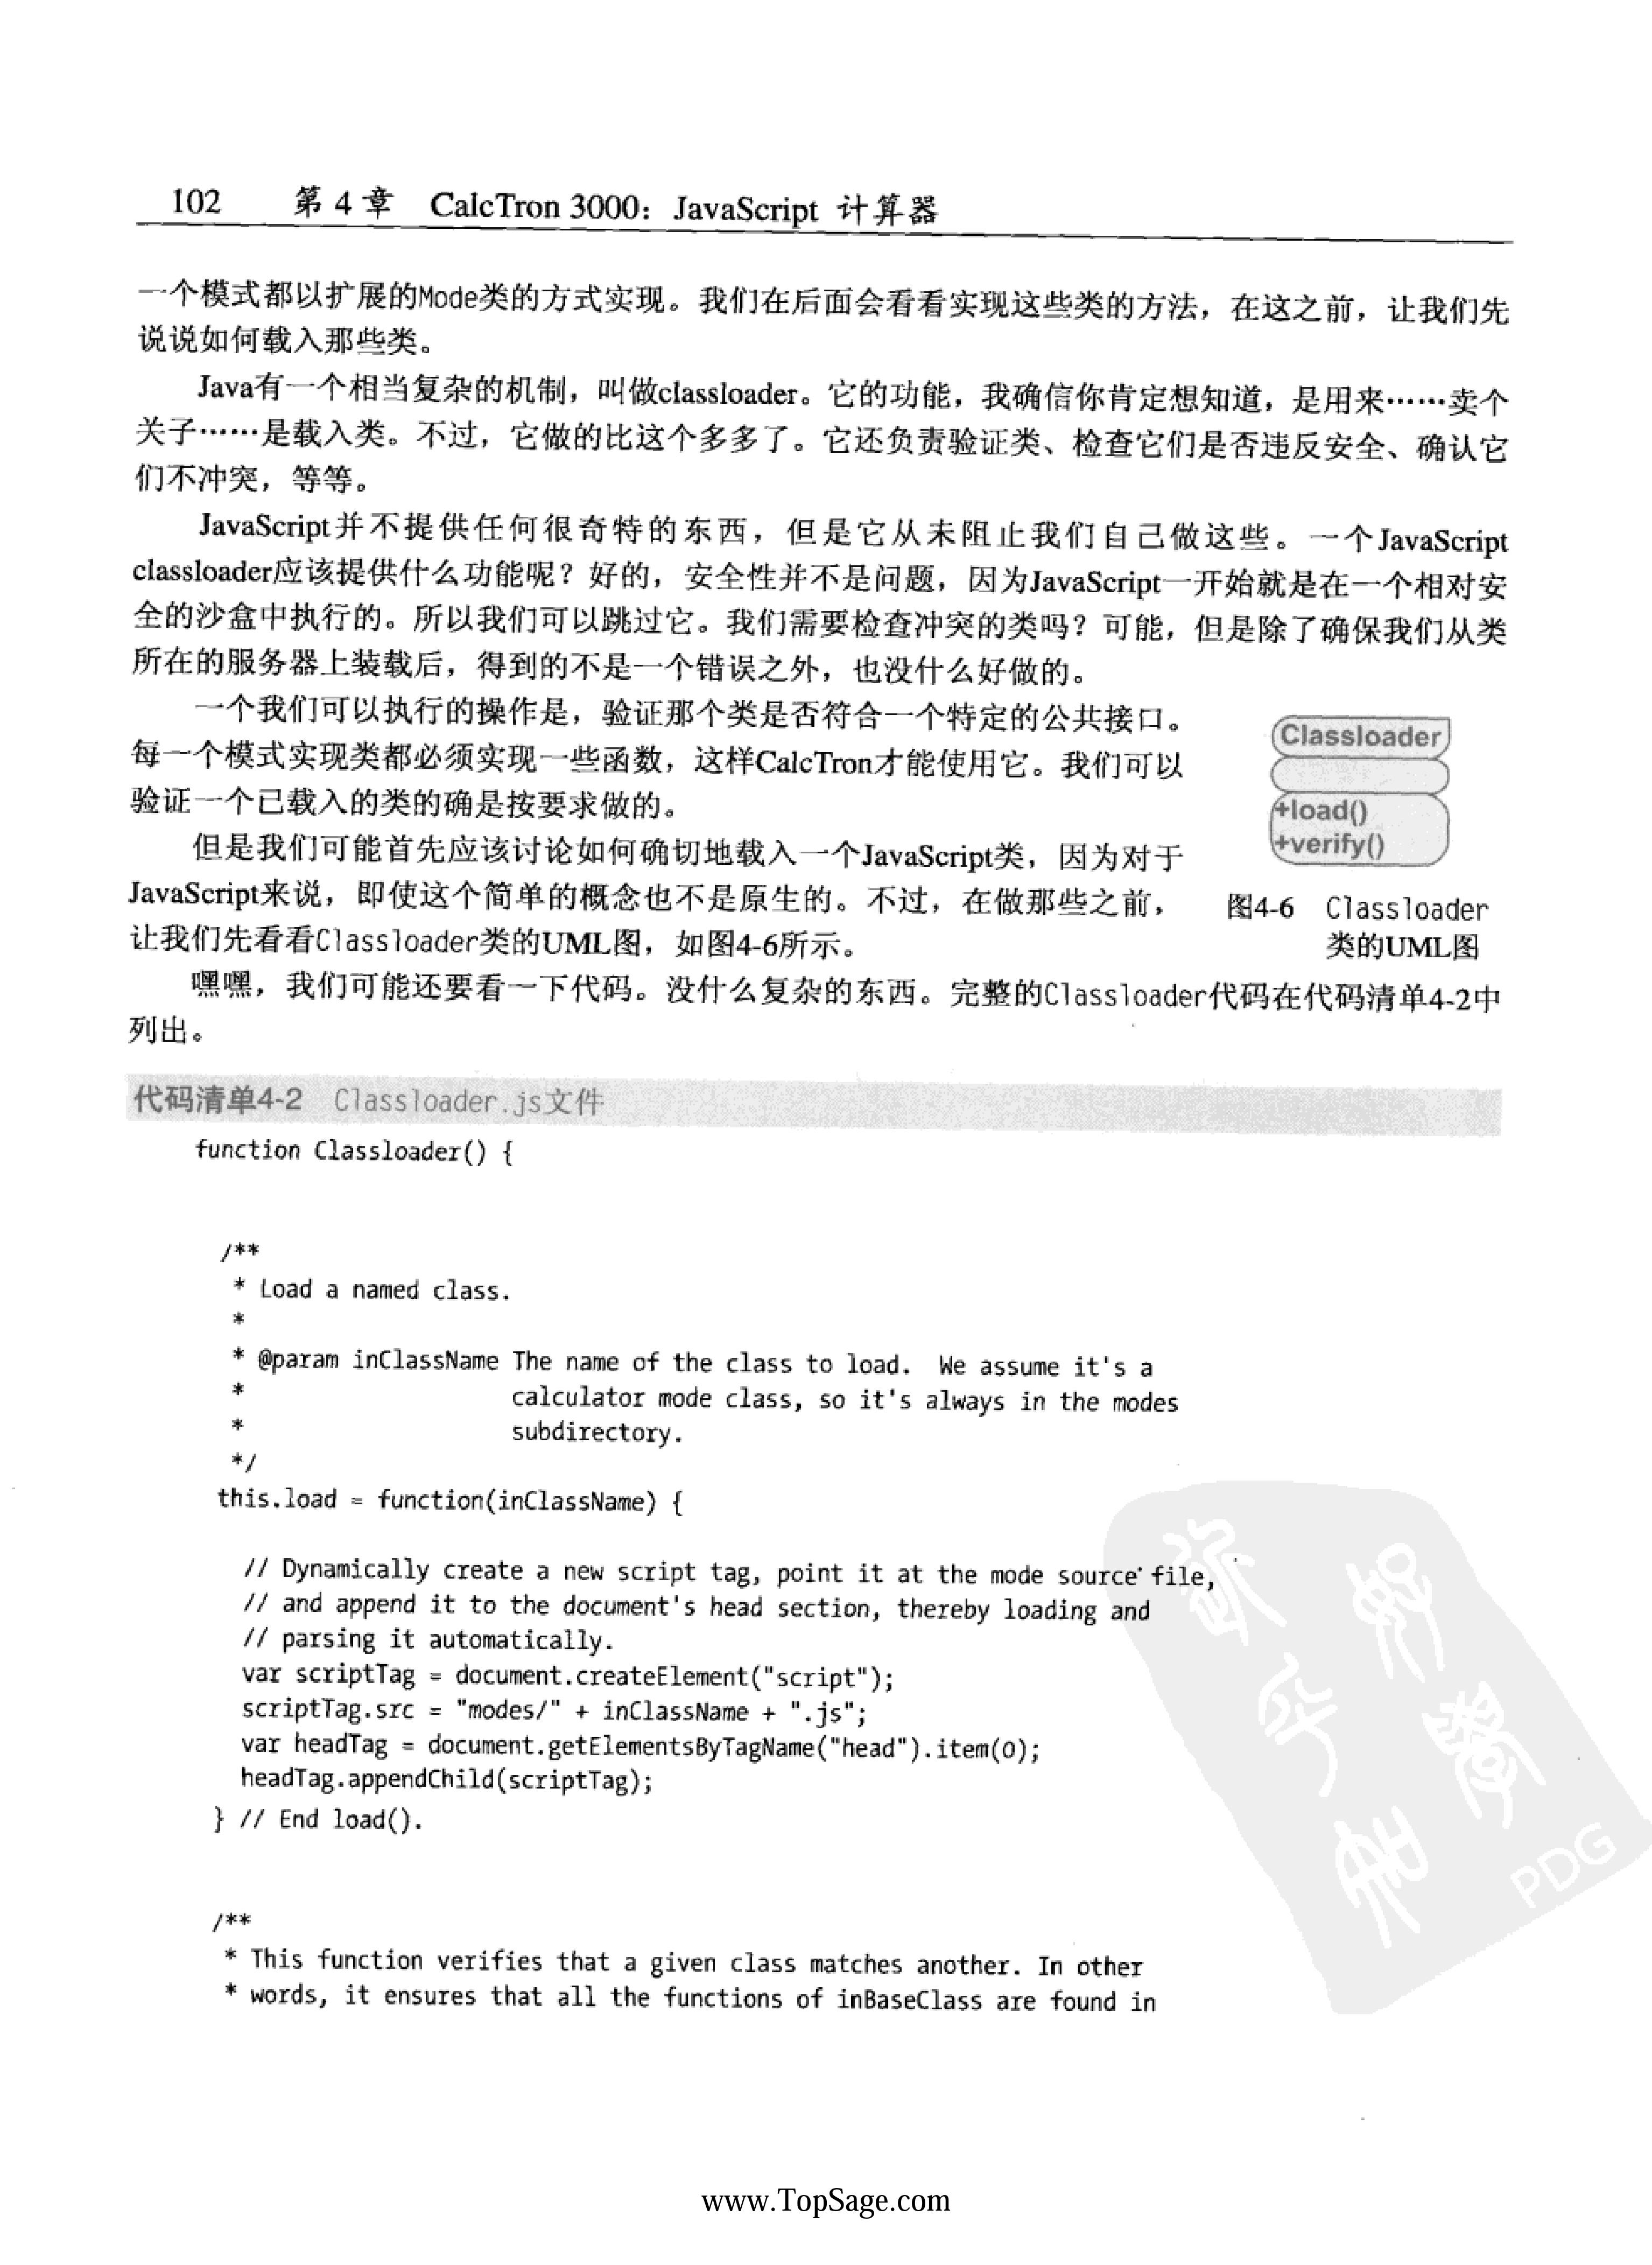 102 第 4 章 CalcTron 3000：JavaScript 计算器
一个模式都以扩展的Mode类的方式实现。我们在后面会看看实现这些类的方法，在这之前，让我们先
说说如何载入那些类。
Java有一个相当复杂的机制，叫做classloader。它的功能，我确信你肯定想知道，是用来……卖个
关子……是载入类。不过，它做的比这个多多了。它还负责验证类、检查它们是否违反安全、确认它
们不冲突，等等。
JavaScript并不提供任何很奇特的东西，但是它从未阻止我们自己做这些。一个JavaScript
classloader应该提供什么功能呢？好的，安全性并不是问题，因为JavaScript一开始就是在一个相对安
全的沙盒中执行的。所以我们可以跳过它。我们需要检查冲突的类吗？可能，但是除了确保我们从类
所在的服务器上装载后，得到的不是一个错误之外，也没什么好做的。
一个我们可以执行的操作是，验证那个类是否符合一个特定的公共接口。
每一个模式实现类都必须实现一些函数，这样CalcTron才能使用它。我们可以
验证一个已载入的类的确是按要求做的。
但是我们可能首先应该讨论如何确切地载入一个JavaScript类，因为对于
JavaScript来说，即使这个简单的概念也不是原生的。不过，在做那些之前，
让我们先看看Classloader类的UML图，如图4-6所示。
Classloader
+load()
+verify()
图4-6 Classloader
类的UML图
嘿嘿，我们可能还要看一下代码。没什么复杂的东西。完整的Classloader代码在代码清单4-2中
列出。
代码清单4-2 Classloader.js文件
function Classloader() {
/**
* Load a named class.
*
* @param inClassName The name of the class to load.  We assume it's a
* calculator mode class, so it's always in the modes
* subdirectory.
*/
this.load = function(inClassName) {
// Dynamically create a new script tag, point it at the mode source file,
// and append it to the document's head section, thereby loading and
// parsing it automatically.
var scriptTag = document.createElement("script");
scriptTag.src = "modes/" + inClassName + ".js";
var headTag = document.getElementsByTagName("head").item(0);
headTag.appendChild(scriptTag);
} // End load().
/**
* This function verifies that a given class matches another. In other
* words, it ensures that all the functions of inBaseClass are found in
PDG
www.TopSage.com